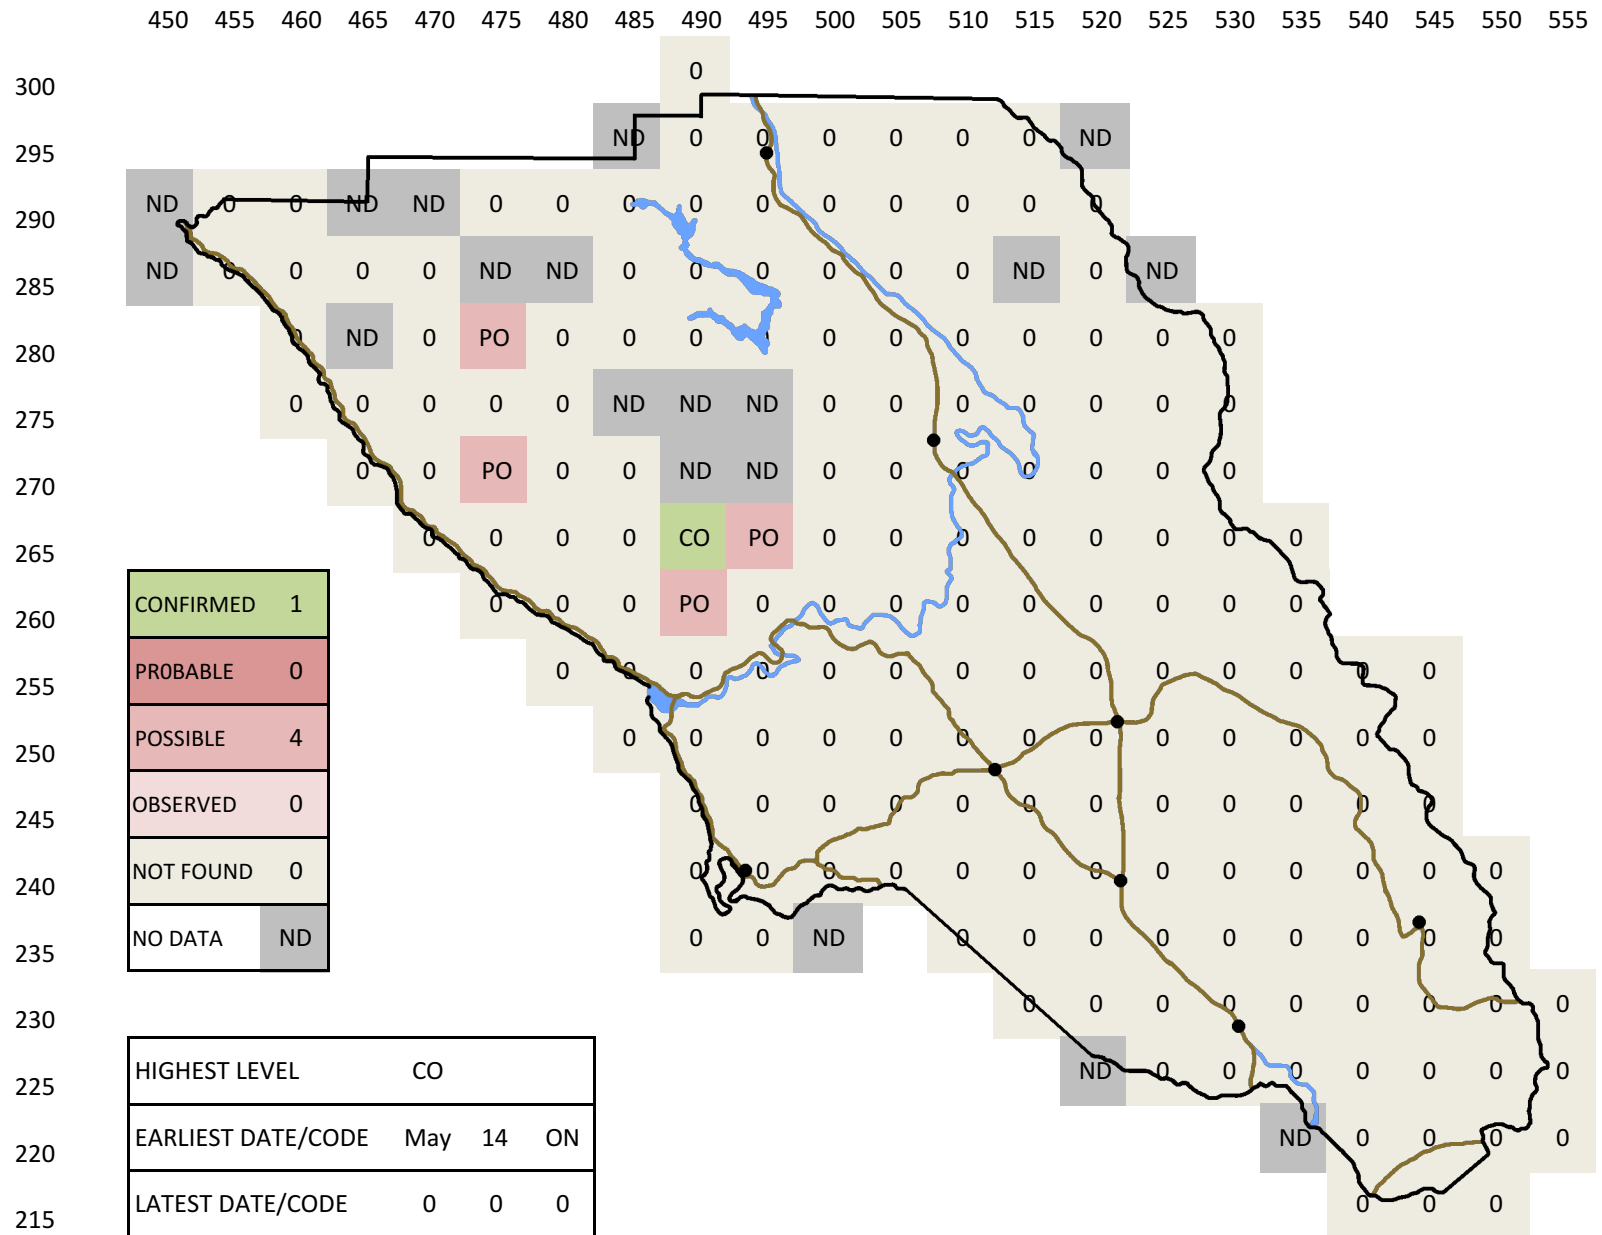 450 455 460 465 470 475 480 485 490 495 500 505 510 515 520 525 530 535 540 545 550 555
300 0
295 ND 0 0 0 0 0 0 ND
290 ND 0 0 ND ND 0 0 0 0 0 0 0 0 0 0
285 ND 0 0 0 0 ND ND 0 0 0 0 0 0 ND 0 ND
280 0 ND 0 PO 0 0 0 0 0 0 0 0 0 0 0
275 0 0 0 0 0 ND ND ND 0 0 0 0 0 0 0
270 0 0 PO 0 0 ND ND 0 0 0 0 0 0 0
265 0 0 0 0 CO PO 0 0 0 0 0 0 0 0
260 CONFIRMED 1 0 0 0 PO 0 0 0 0 0 0 0 0 0
255 PR0BABLE 0 0 0 0 0 0 0 0 0 0 0 0 0 0 0
250 POSSIBLE 4 0 0 0 0 0 0 0 0 0 0 0 0 0
245 OBSERVED 0 0 0 0 0 0 0 0 0 0 0 0 0
240 NOT FOUND 0 0 0 0 0 0 0 0 0 0 0 0 0 0
235 NO DATA ND 0 0 ND 0 0 0 0 0 0 0 0 0
230 0 0 0 0 0 0 0 0 0
225 HIGHEST LEVEL CO ND 0 0 0 0 0 0 0
220 EARLIEST DATE/CODE May 14 ON ND 0 0 0 0
215 LATEST DATE/CODE 0 0 0 0 0 0